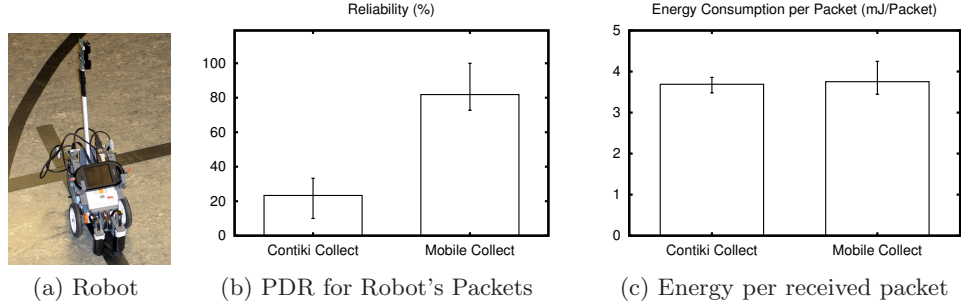 Reliability (%)
100
80
60
40
20
0
Contiki Collect Mobile Collect
Energy Consumption per Packet (mJ/Packet)
5
4
3
2
1
0
Contiki Collect Mobile Collect
(a) Robot
(b) PDR for Robot's Packets
(c) Energy per received packet